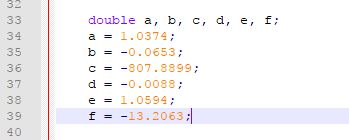 32
33 double a, b, c, d, e, f;
34 a = 1.0374;
35 b = -0.0653;
36 c = -807.8899;
37 d = -0.0088;
38 e = 1.0594;
39 f = -13.2063;
40